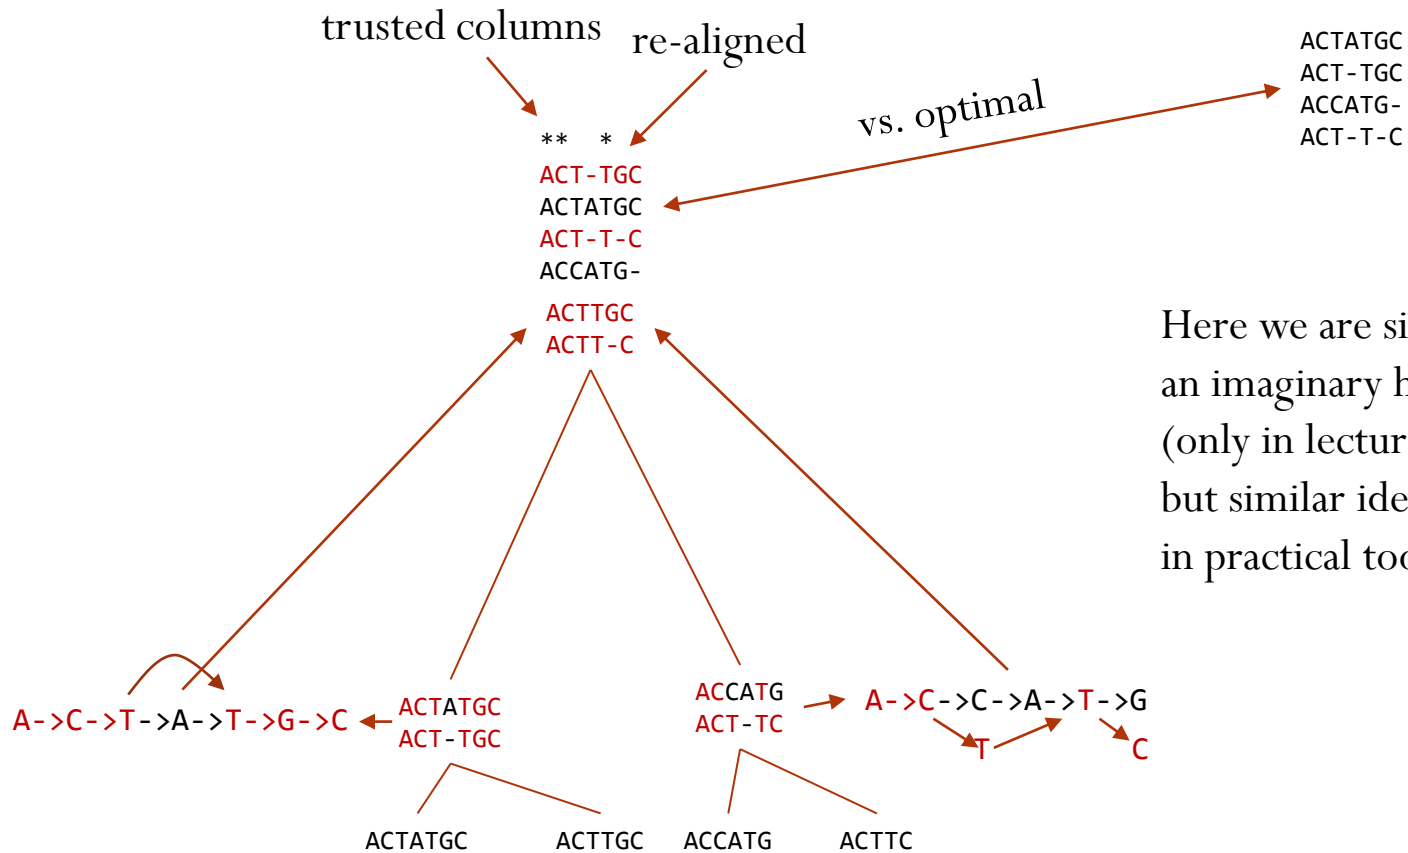 trusted columns
re-aligned
vs. optimal
ACTATGC
ACT-TGC
ACCATG-
ACT-T-C
**  *
ACT-TGC
ACTATGC
ACT-T-C
ACCATG-
ACTTGC
ACTT-C
Here we are si
an imaginary h
(only in lectur
but similar ide
in practical too
A->C->T->A->T->G->C
ACTATGC
ACT-TGC
ACCATG
ACT-TC
A->C->C->A->T->G
T
C
ACTATGC
ACTTGC
ACCATG
ACTTC